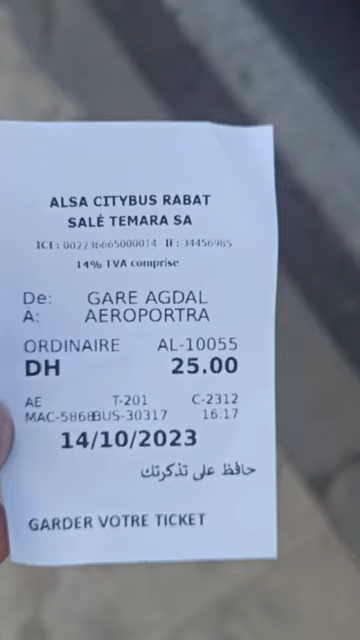 ALSA CITYBUS RABAT
SALÉ TEMARA SA
ICE: 002236665000014 IF: 34456985
14% TVA comprise
De: GARE AGDAL
A: AEROPORTRA
ORDINAIRE AL-10055
DH 25.00
AE T-201 C-2312
MAC-5868BUS-30317 16.17
14/10/2023
حافظ على تذكرتك
GARDER VOTRE TICKET